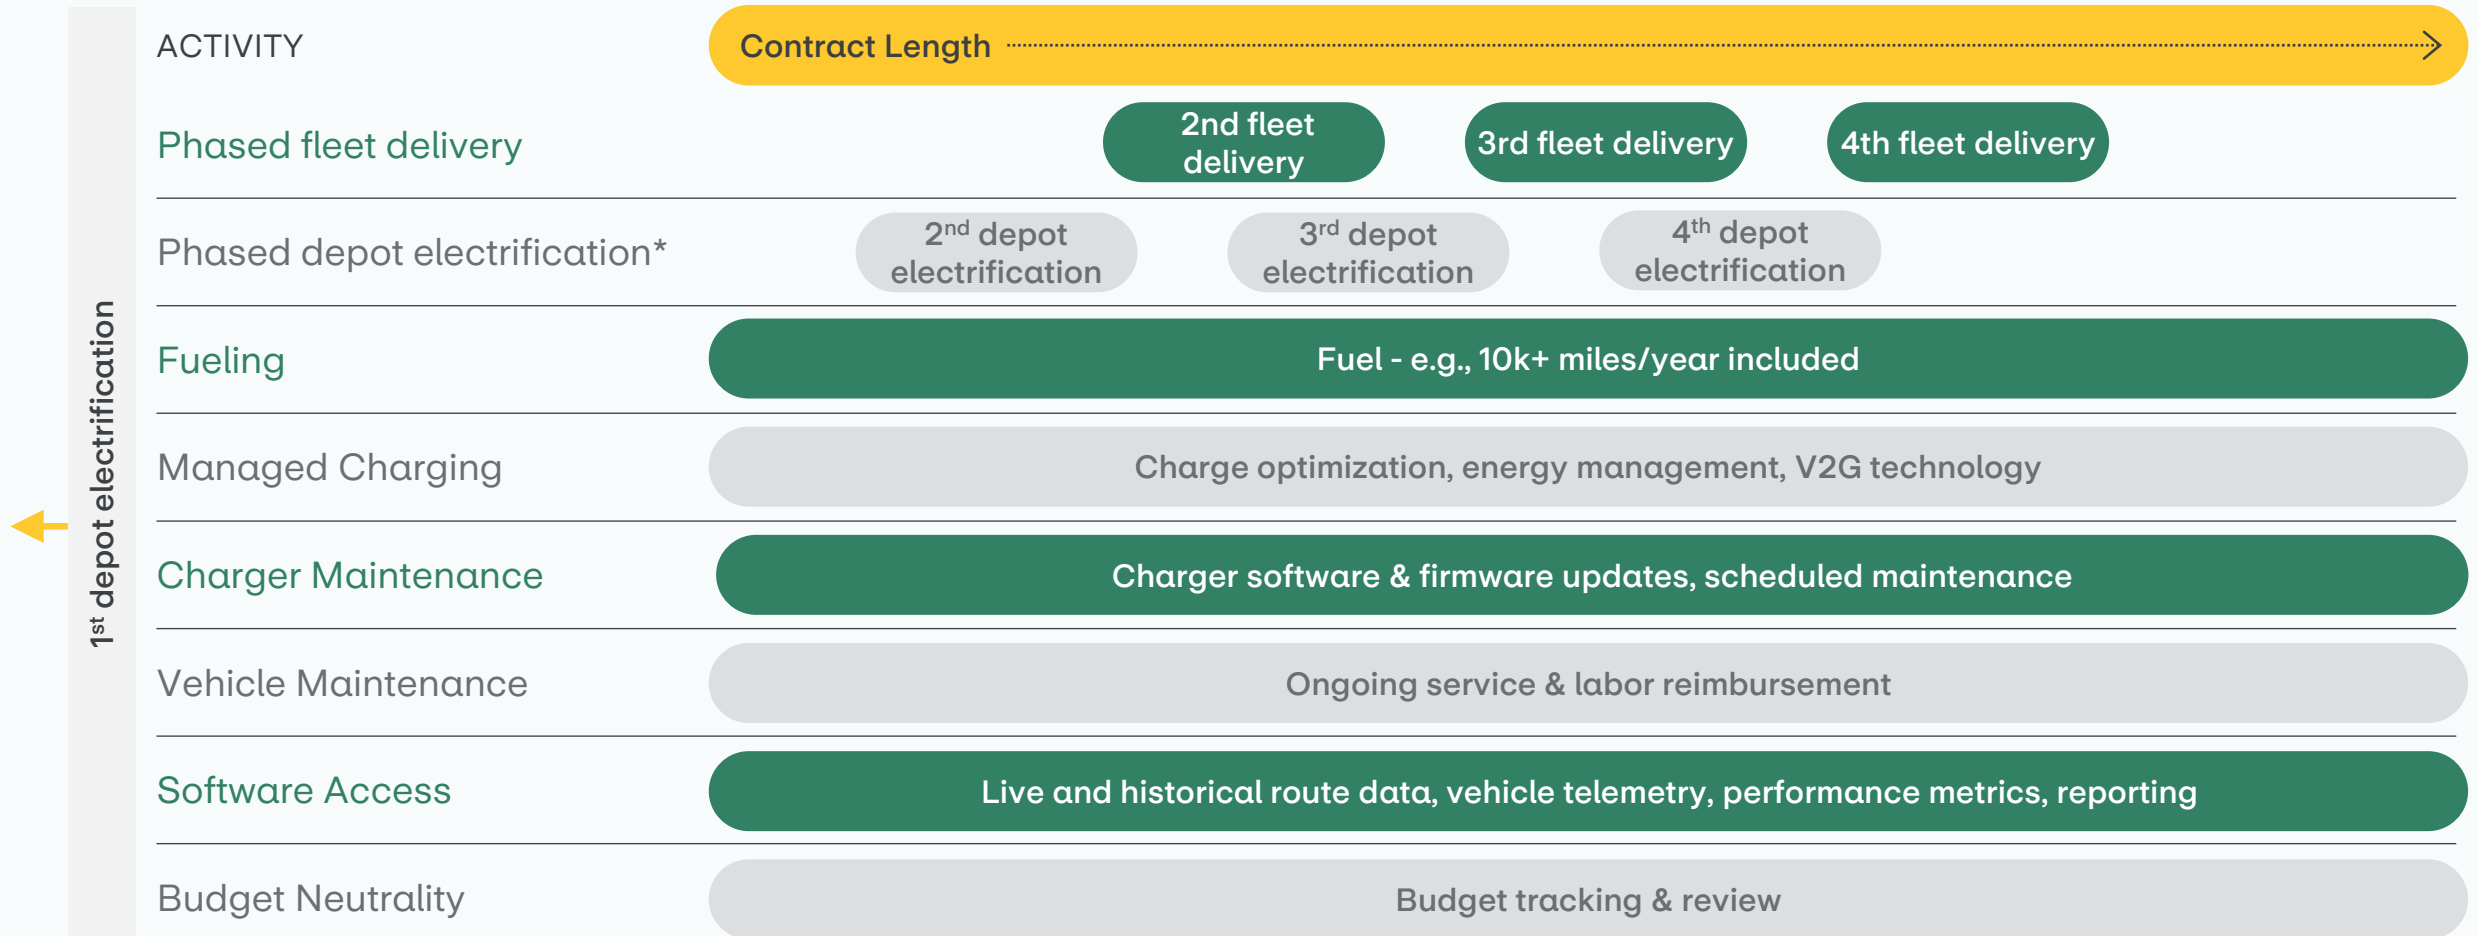 ACTIVITY
Contract Length
Phased fleet delivery
2nd fleet
delivery
3rd fleet delivery
4th fleet delivery
Phased depot electrification*
2nd depot
electrification
3rd depot
electrification
4th depot
electrification
Fueling
Fuel - e.g., 10k+ miles/year included
Managed Charging
Charge optimization, energy management, V2G technology
Charger Maintenance
Charger software & firmware updates, scheduled maintenance
Vehicle Maintenance
Ongoing service & labor reimbursement
Software Access
Live and historical route data, vehicle telemetry, performance metrics, reporting
Budget Neutrality
Budget tracking & review
1st depot electrification